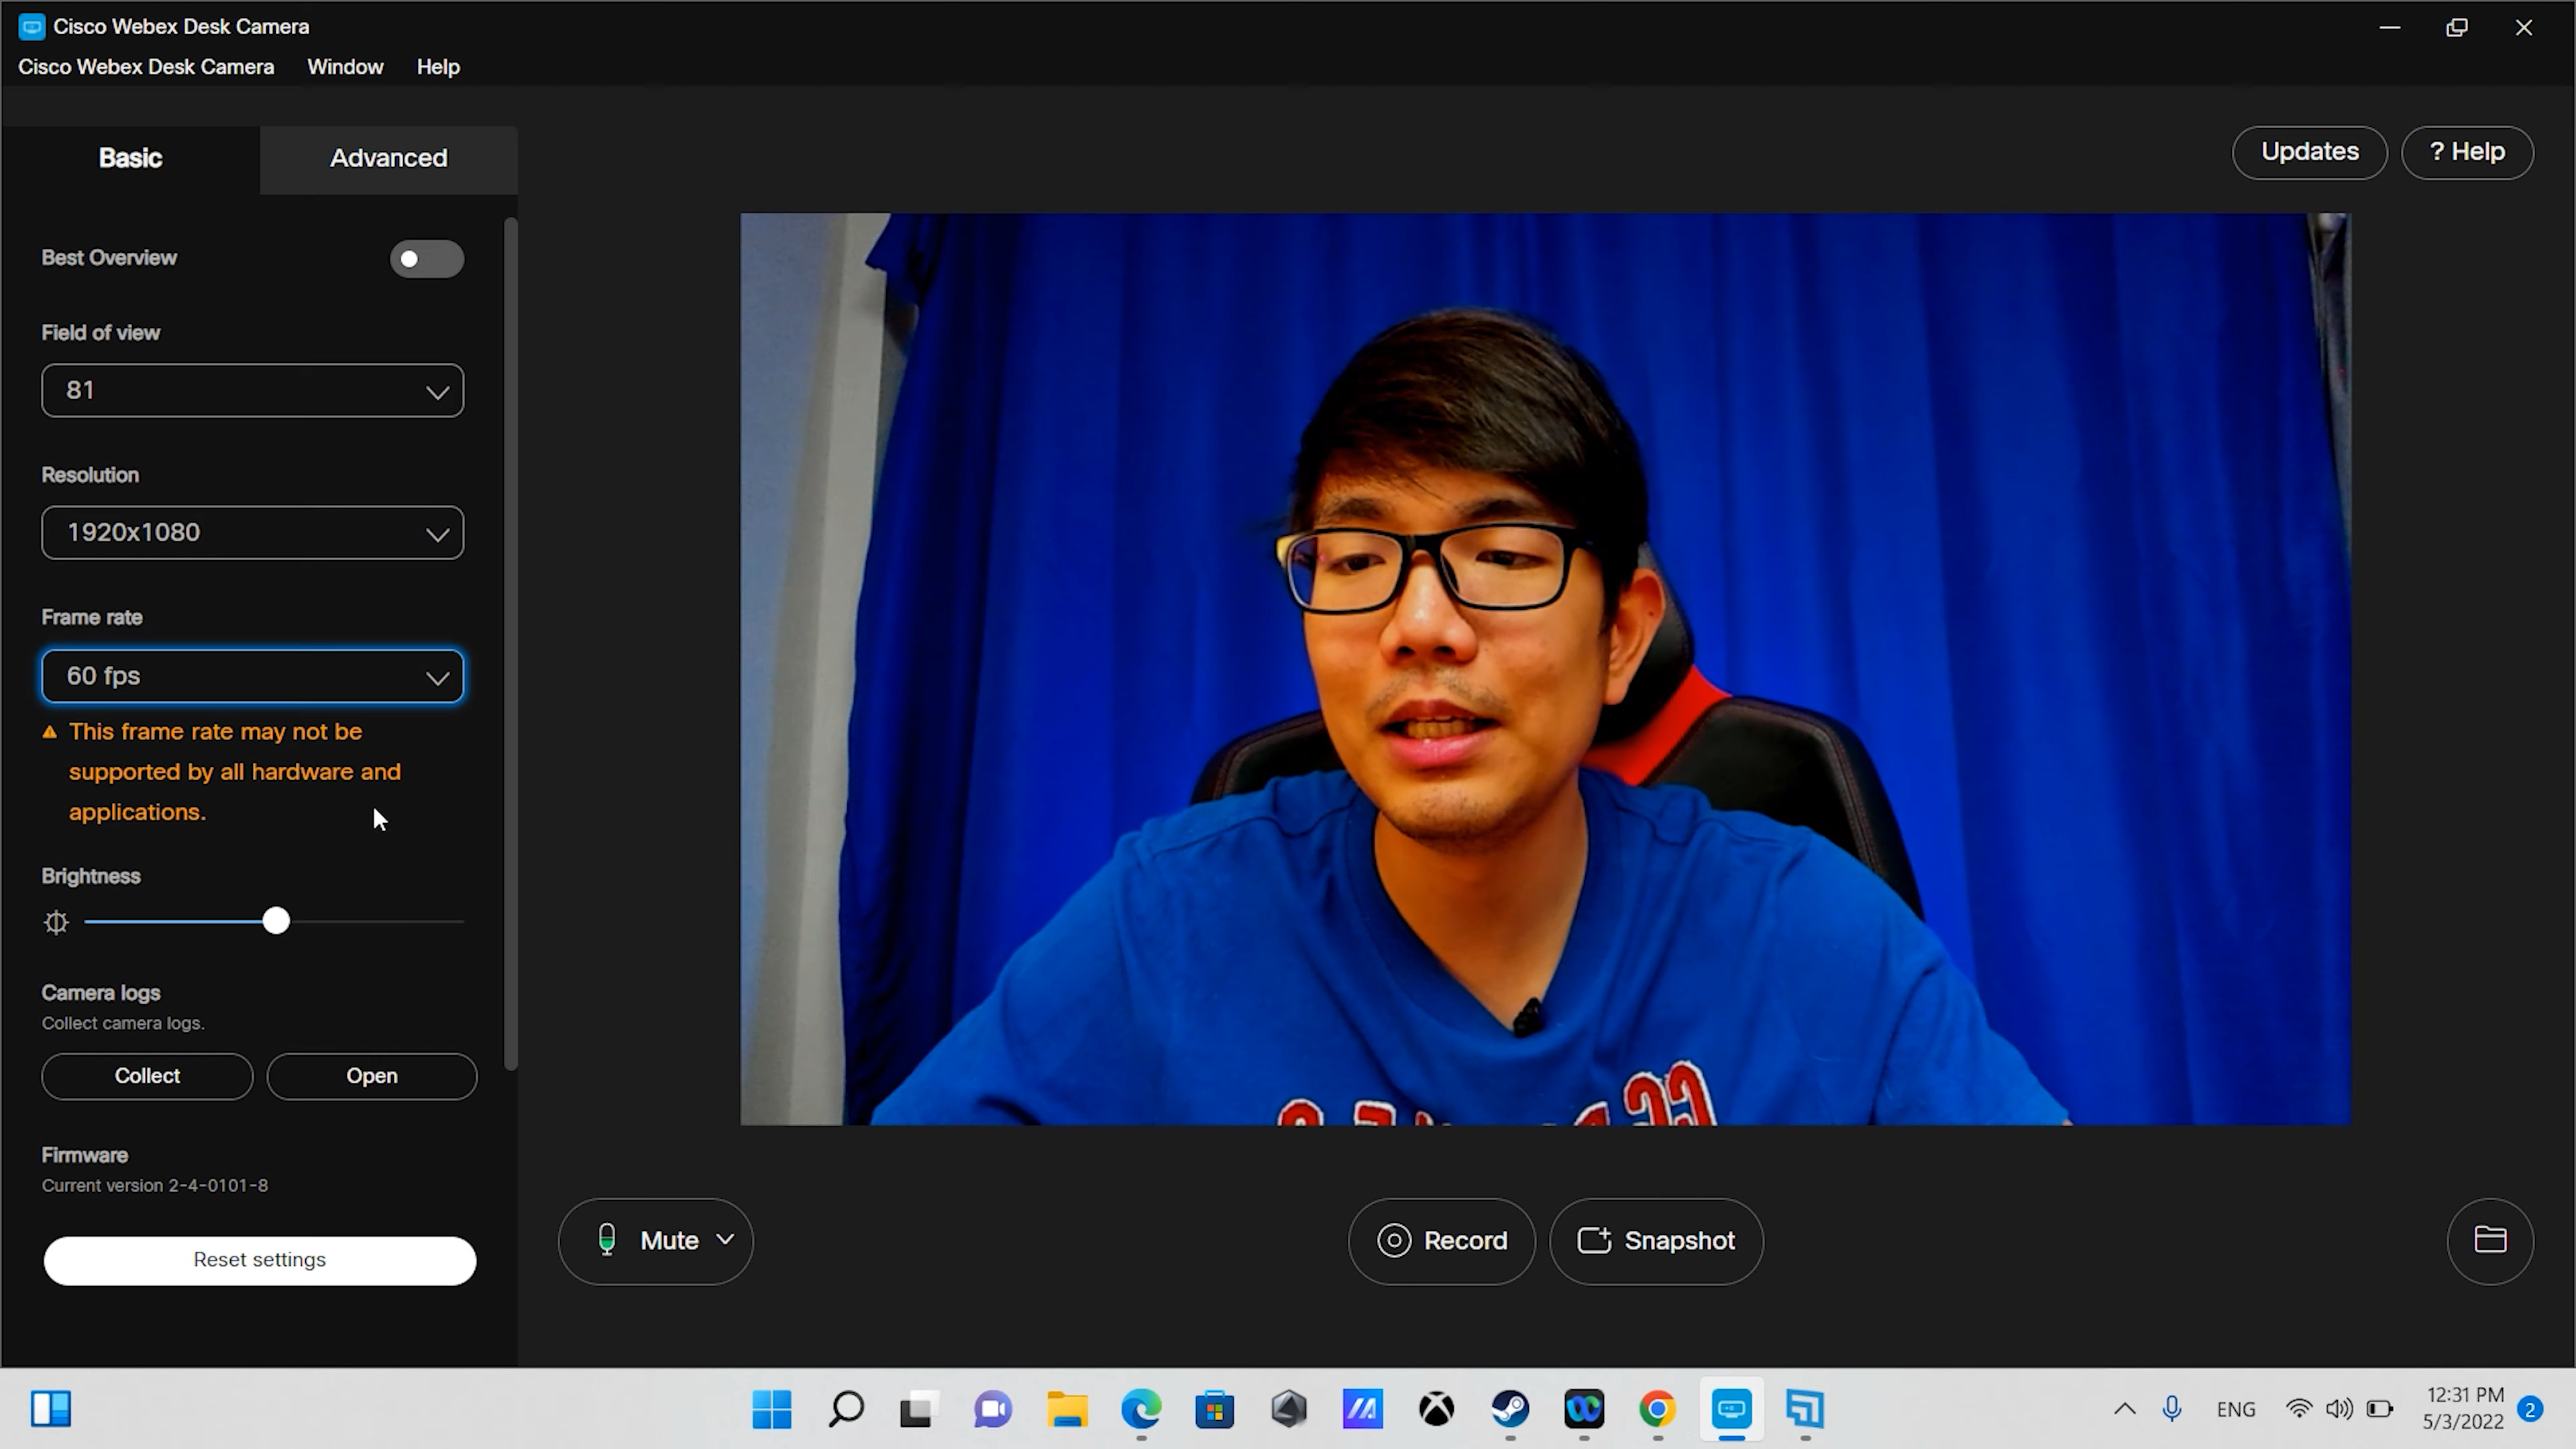 Cisco Webex Desk Camera
Cisco Webex Desk Camera Window Help
Basic Advanced
Updates ? Help
Best Overview
Field of view
81
Resolution
1920x1080
Frame rate
60 fps
This frame rate may not be
supported by all hardware and
applications.
Brightness
Camera logs
Collect camera logs.
Collect Open
Firmware
Current version 2-4-0101-8
Reset settings
Mute Record Snapshot
ENG 12:31 PM
5/3/2022 2